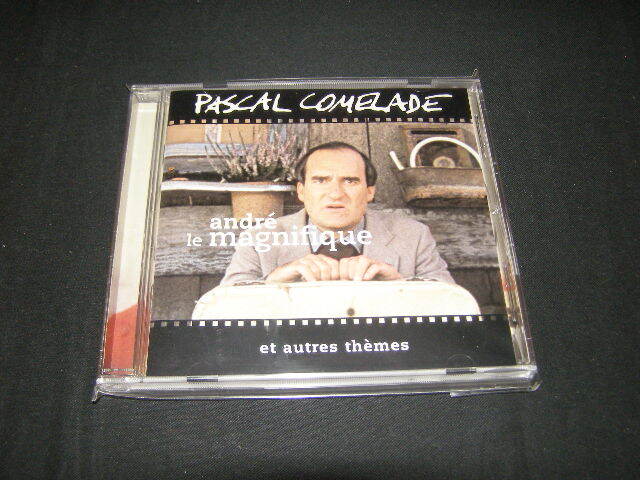 PASCAL COMELADE
andré
le magnifique
et autres thèmes